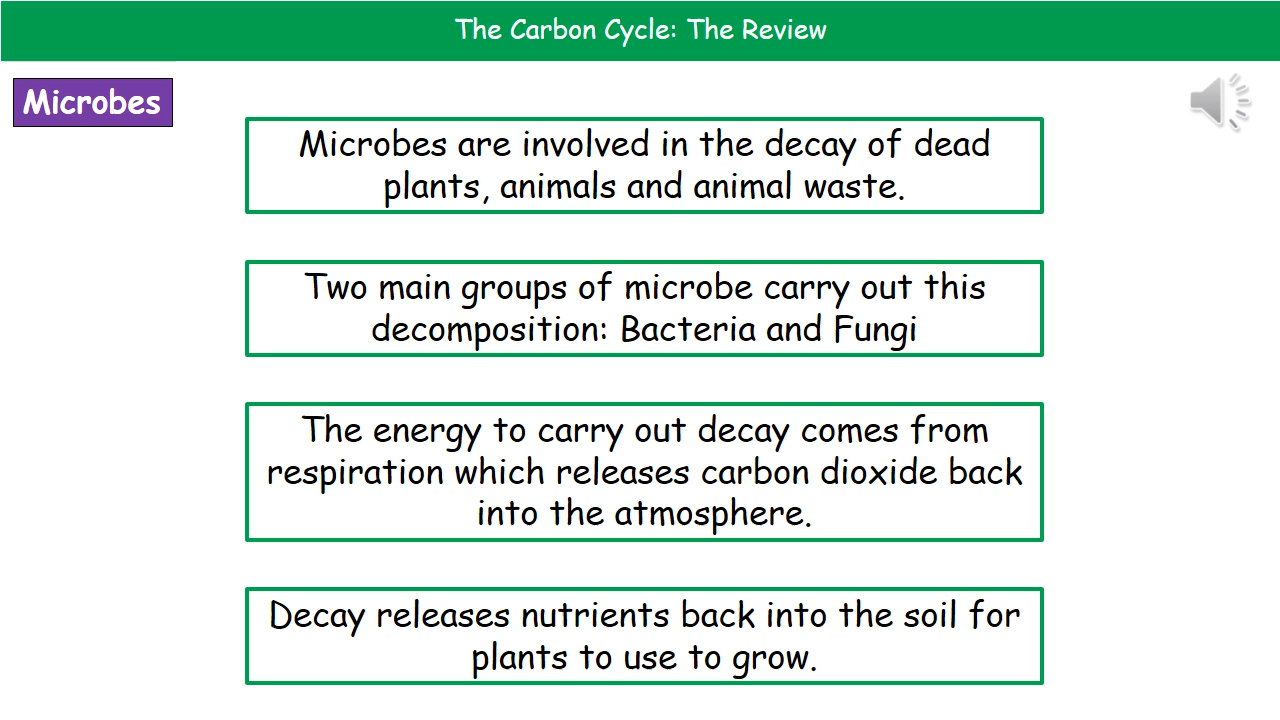 The Carbon Cycle: The Review
Microbes
Microbes are involved in the decay of dead
plants, animals and animal waste.
Two main groups of microbe carry out this
decomposition: Bacteria and Fungi
The energy to carry out decay comes from
respiration which releases carbon dioxide back
into the atmosphere.
Decay releases nutrients back into the soil for
plants to use to grow.